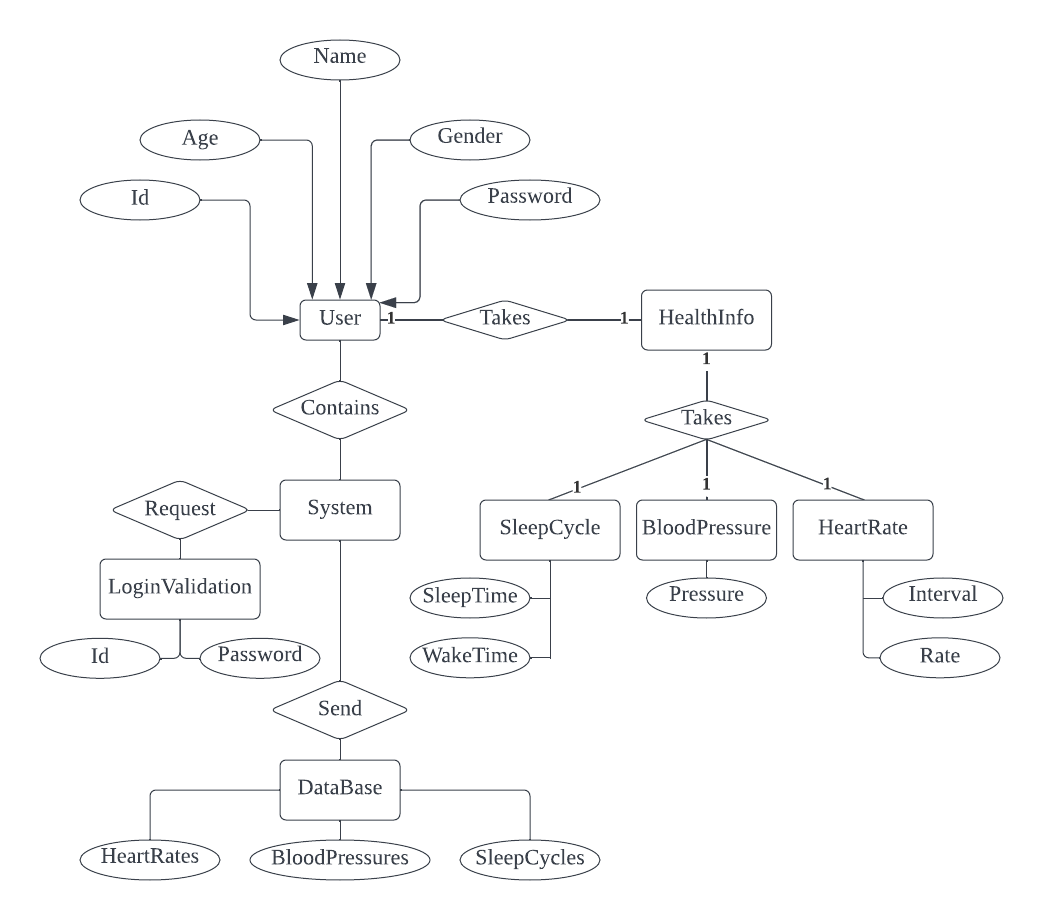 Name
Age
Gender
Id
Password
User
1
Takes
1
HealthInfo
1
Contains
Takes
1
1
1
Request
System
SleepCycle
BloodPressure
HeartRate
LoginValidation
SleepTime
Pressure
Interval
Id
Password
WakeTime
Rate
Send
DataBase
HeartRates
BloodPressures
SleepCycles